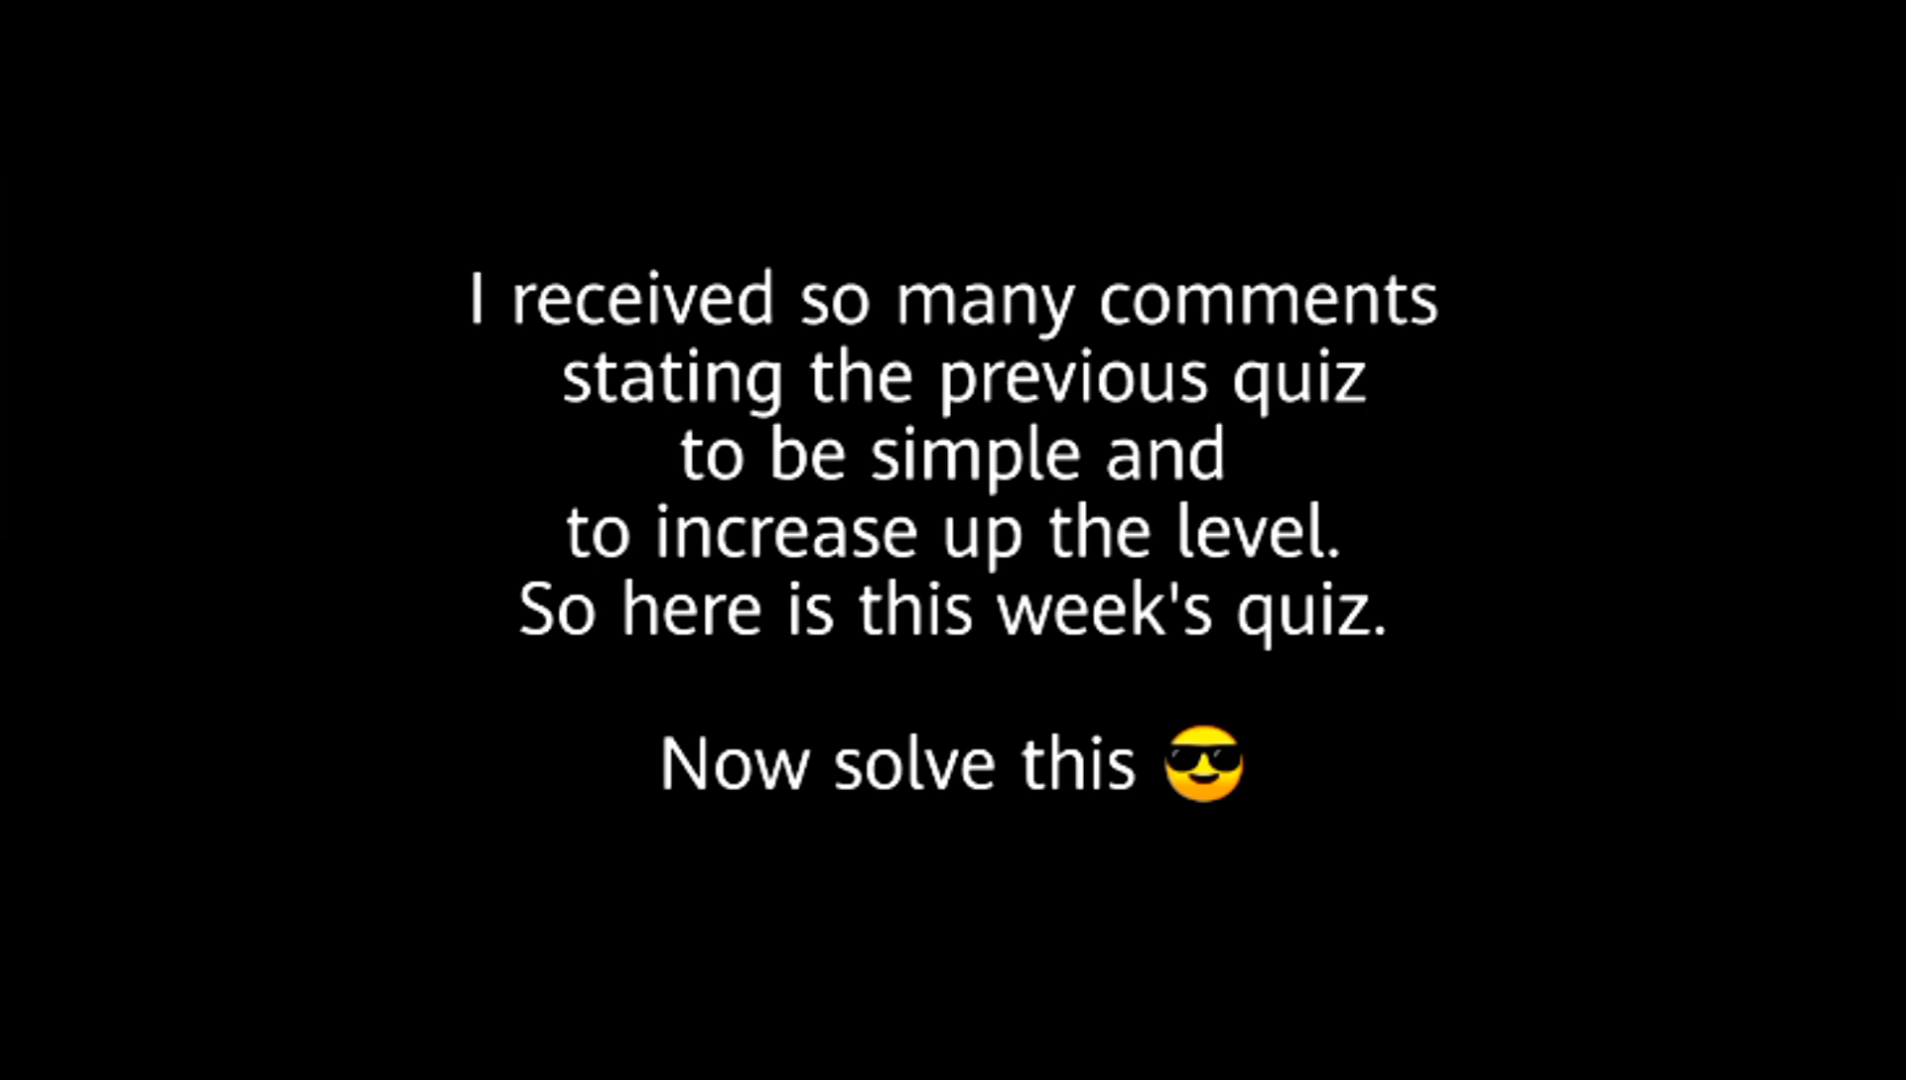 I received so many comments
stating the previous quiz
to be simple and
to increase up the level.
So here is this week's quiz.
Now solve this 😎